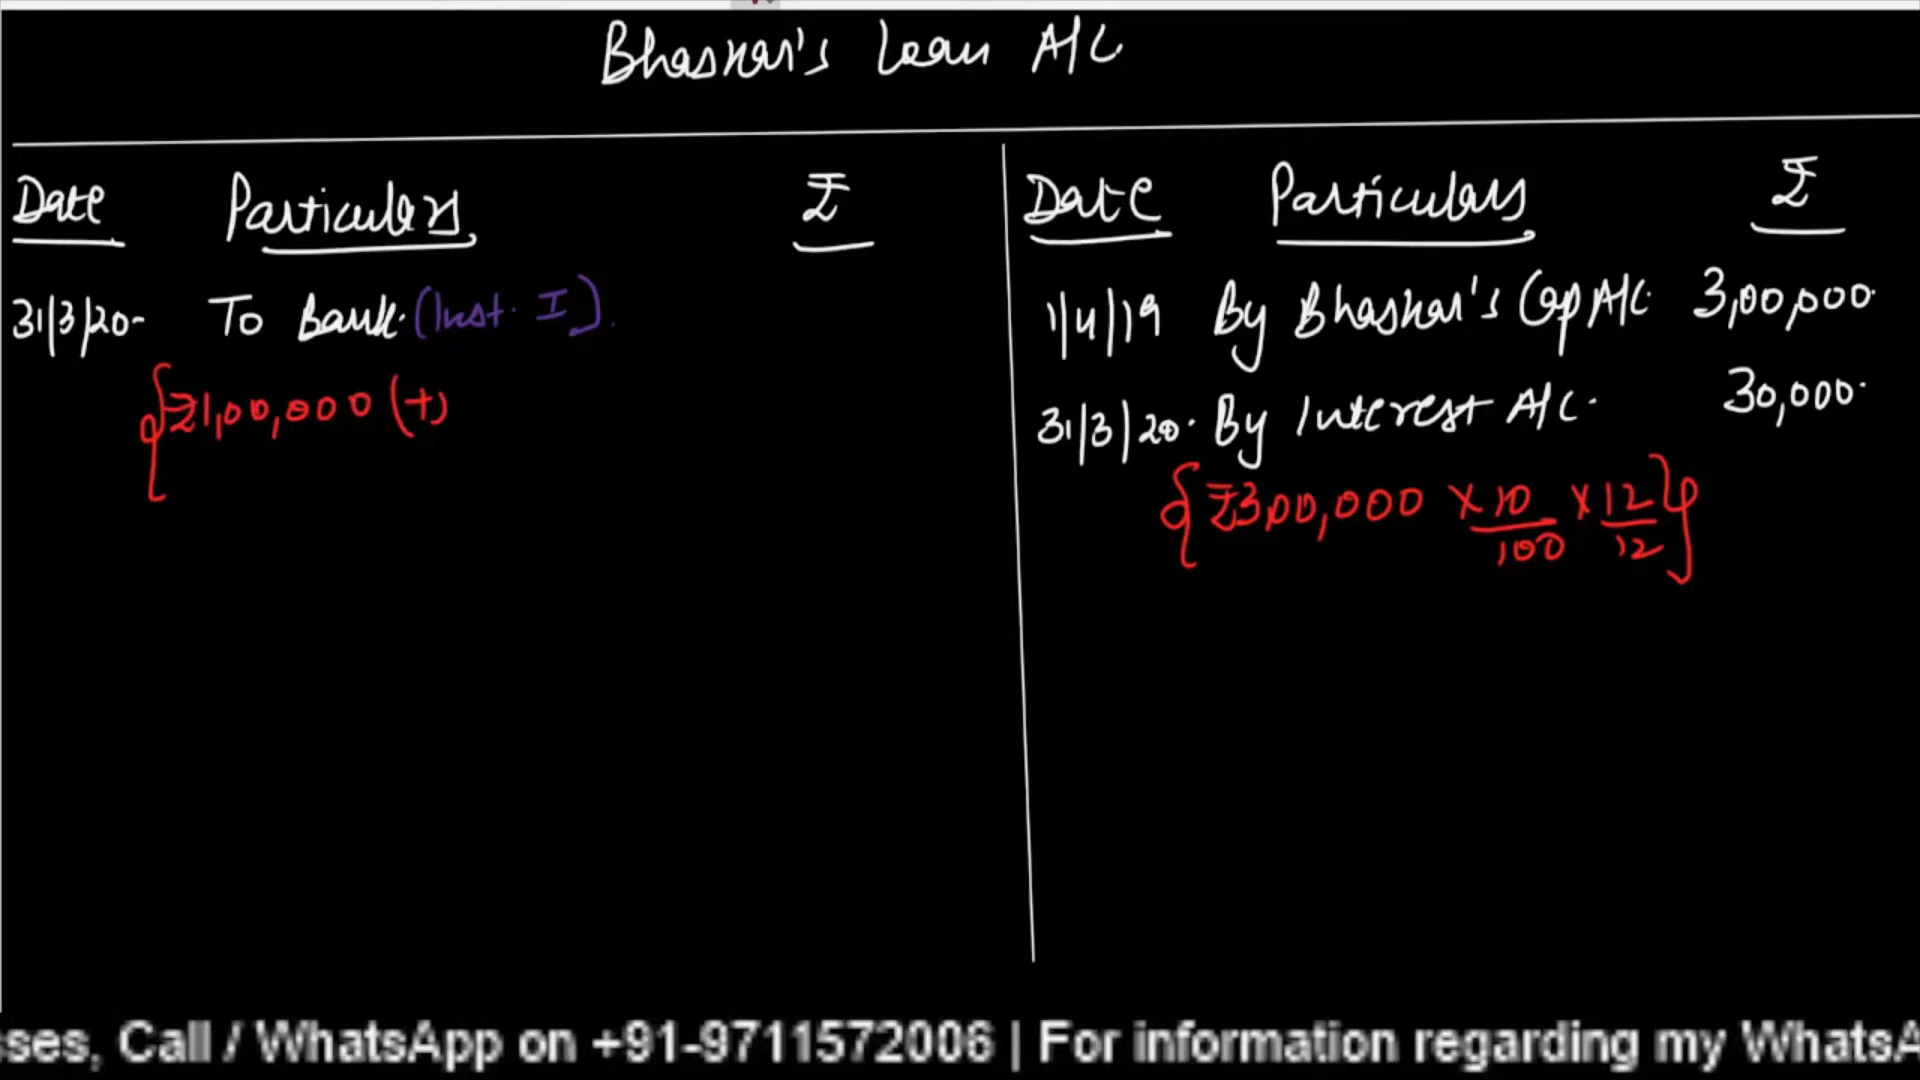 Bhaskar's Loan A/C
Date Particulars ₹ Date Particulars ₹
31/3/20- To Bank (Inst. I). 1/4/19 By Bhaskar's Cap A/C. 3,00,000.
{₹1,00,000 (+) 31/3/20. By Interest A/C. 30,000.
{₹3,00,000 × 10/100 × 12/12}
sses, Call / WhatsApp on +91-9711572006 | For information regarding my WhatsA